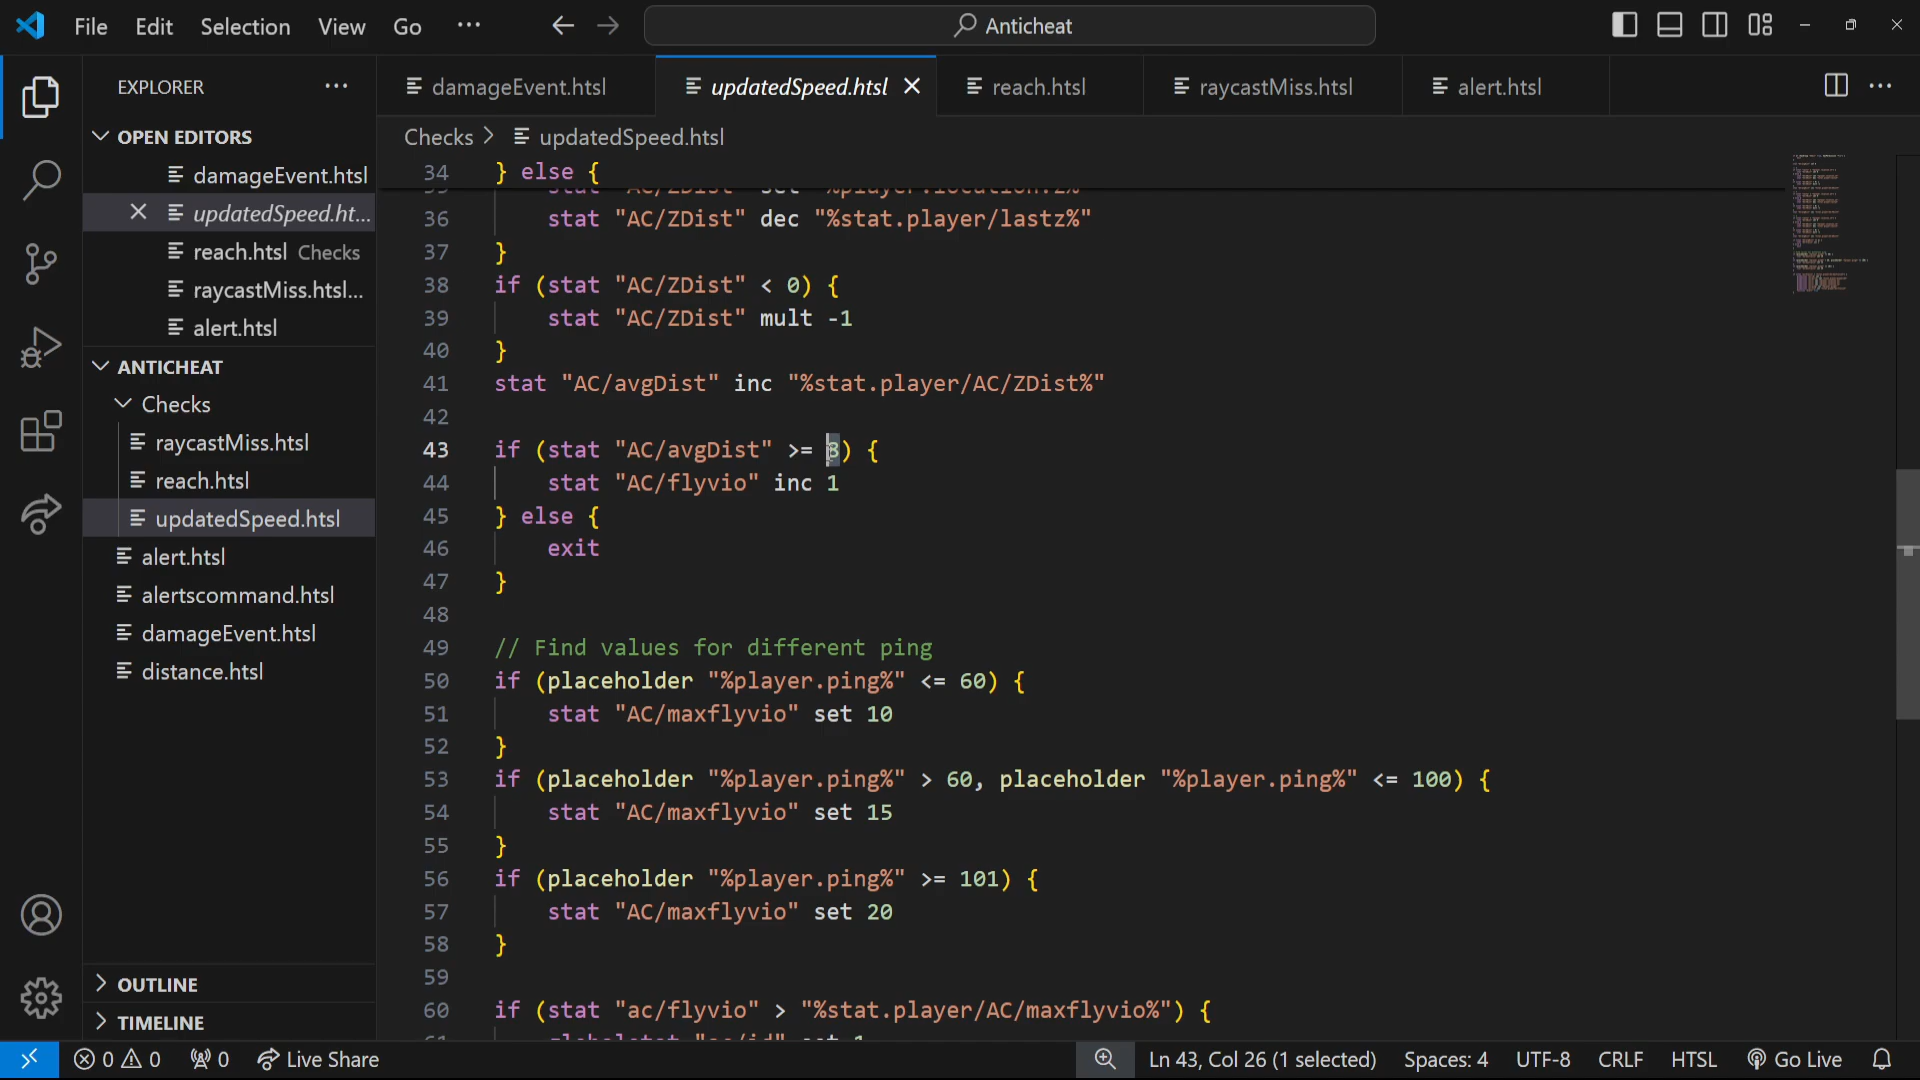 File Edit Selection View Go ··· Anticheat
EXPLORER ···
OPEN EDITORS
damageEvent.htsl
updatedSpeed.ht...
reach.htsl Checks
raycastMiss.htsl...
alert.htsl
ANTICHEAT
Checks
raycastMiss.htsl
reach.htsl
updatedSpeed.htsl
alert.htsl
alertscommand.htsl
damageEvent.htsl
distance.htsl
OUTLINE
TIMELINE
damageEvent.htsl updatedSpeed.htsl reach.htsl raycastMiss.htsl alert.htsl ···
Checks > updatedSpeed.htsl
34 } else {
stat "AC/ZDist" set "%player.location.z%"
36 stat "AC/ZDist" dec "%stat.player/lastz%"
37 }
38 if (stat "AC/ZDist" < 0) {
39 stat "AC/ZDist" mult -1
40 }
41 stat "AC/avgDist" inc "%stat.player/AC/ZDist%"
42
43 if (stat "AC/avgDist" >= 8) {
44 stat "AC/flyvio" inc 1
45 } else {
46 exit
47 }
48
49 // Find values for different ping
50 if (placeholder "%player.ping%" <= 60) {
51 stat "AC/maxflyvio" set 10
52 }
53 if (placeholder "%player.ping%" > 60, placeholder "%player.ping%" <= 100) {
54 stat "AC/maxflyvio" set 15
55 }
56 if (placeholder "%player.ping%" >= 101) {
57 stat "AC/maxflyvio" set 20
58 }
59
60 if (stat "ac/flyvio" > "%stat.player/AC/maxflyvio%") {
0 0 0 Live Share Ln 43, Col 26 (1 selected) Spaces: 4 UTF-8 CRLF HTSL Go Live